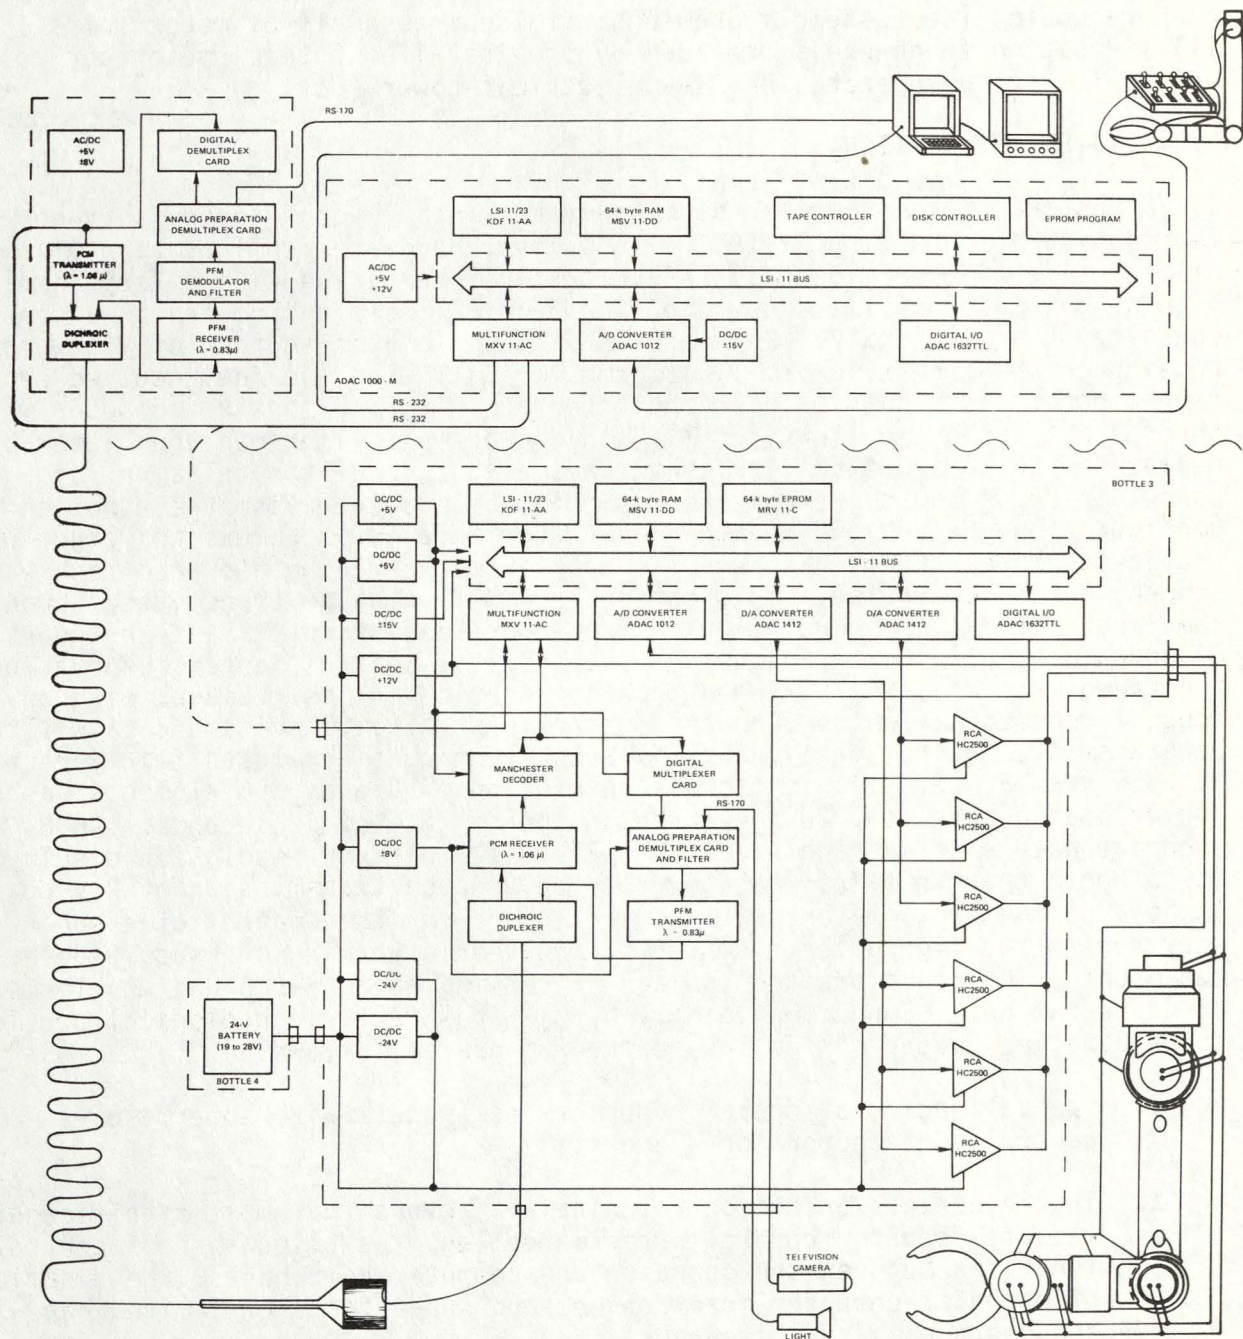 RS-170
AC/DC
+5V
±8V
DIGITAL
DEMULTIPLEX
CARD
ANALOG PREPARATION
DEMULTIPLEX CARD
PCM
TRANSMITTER
(λ = 1.06 μ)
PFM
DEMODULATOR
AND FILTER
DICHROIC
DUPLEXER
PFM
RECEIVER
(λ = 0.83μ)
LSI 11/23
KDF 11-AA
64-k byte RAM
MSV 11-DD
TAPE CONTROLLER
DISK CONTROLLER
EPROM PROGRAM
AC/DC
+5V
+12V
LSI - 11 BUS
MULTIFUNCTION
MXV 11-AC
A/D CONVERTER
ADAC 1012
DC/DC
±15V
DIGITAL I/O
ADAC 1632TTL
ADAC 1000 - M
RS - 232
RS - 232
BOTTLE 3
DC/DC
+5V
LSI - 11/23
KDF 11-AA
64-k byte RAM
MSV 11-DD
64-k byte EPROM
MRV 11-C
DC/DC
+5V
LSI - 11 BUS
DC/DC
±15V
MULTIFUNCTION
MXV 11-AC
A/D CONVERTER
ADAC 1012
D/A CONVERTER
ADAC 1412
D/A CONVERTER
ADAC 1412
DIGITAL I/O
ADAC 1632TTL
DC/DC
+12V
RCA
HC2500
MANCHESTER
DECODER
DIGITAL
MULTIPLEXER
CARD
RS-170
RCA
HC2500
DC/DC
±8V
PCM RECEIVER
(λ = 1.06 μ)
ANALOG PREPARATION
DEMULTIPLEX CARD
AND FILTER
RCA
HC2500
DICHROIC
DUPLEXER
PFM
TRANSMITTER
λ = 0.83μ
RCA
HC2500
DC/DC
-24V
24-V
BATTERY
(19 to 28V)
BOTTLE 4
DC/DC
-24V
RCA
HC2500
RCA
HC2500
TELEVISION
CAMERA
LIGHT